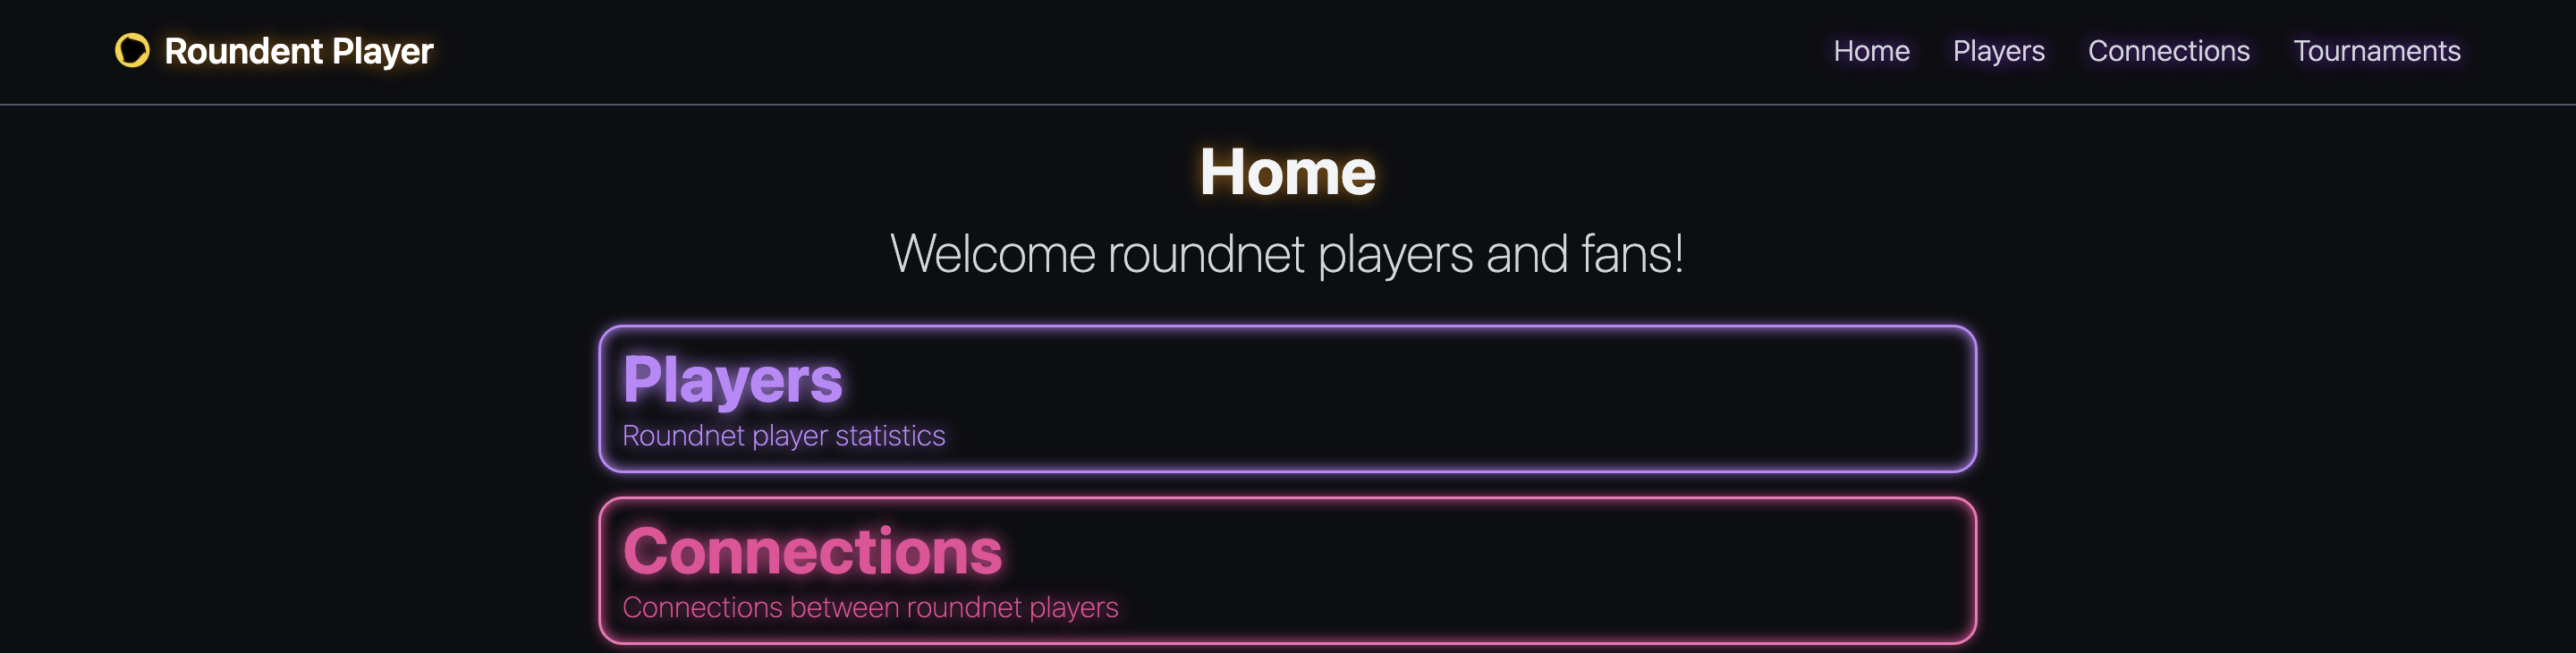 Roundent Player
Home Players Connections Tournaments
Home
Welcome roundnet players and fans!
Players
Roundnet player statistics
Connections
Connections between roundnet players